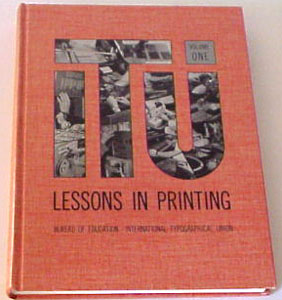 VOLUME
ONE
ITU
LESSONS IN PRINTING
BUREAU OF EDUCATION · INTERNATIONAL TYPOGRAPHICAL UNION